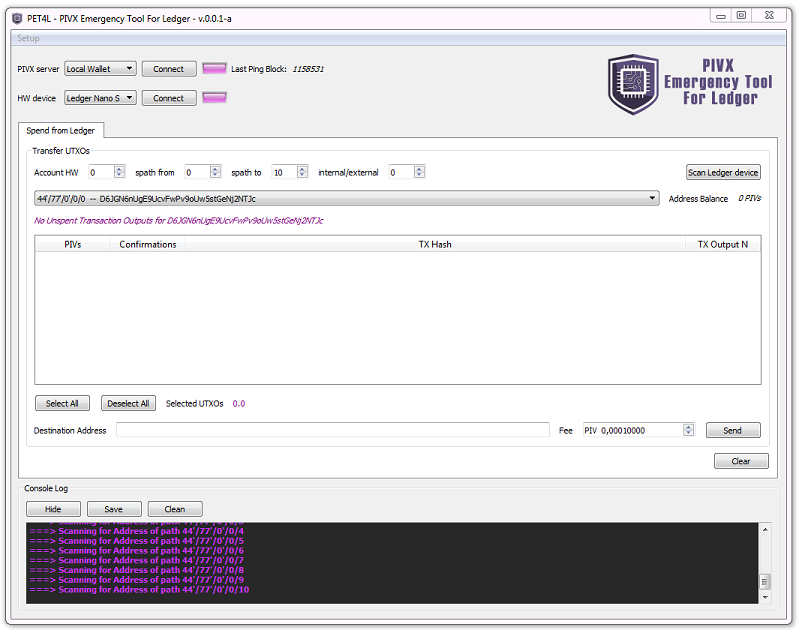 PET4L - PIVX Emergency Tool For Ledger - v.0.0.1-a
Setup
PIVX server Local Wallet Connect Last Ping Block: 1158531
HW device Ledger Nano S Connect
PIVX
Emergency Tool
For Ledger
Spend from Ledger
Transfer UTXOs
Account HW 0 spath from 0 spath to 10 internal/external 0 Scan Ledger device
44'/77'/0'/0/0 -- D6JGN6nUgE9UcvFwPv9oUw5stGeNj2NTJc Address Balance 0 PIVs
No Unspent Transaction Outputs for D6JGN6nUgE9UcvFwPv9oUw5stGeNj2NTJc
PIVs Confirmations TX Hash TX Output N
Select All Deselect All Selected UTXOs 0.0
Destination Address Fee PIV 0,00010000 Send
Clear
Console Log
Hide Save Clean
===> Scanning for Address of path 44'/77'/0'/0/4
===> Scanning for Address of path 44'/77'/0'/0/5
===> Scanning for Address of path 44'/77'/0'/0/6
===> Scanning for Address of path 44'/77'/0'/0/7
===> Scanning for Address of path 44'/77'/0'/0/8
===> Scanning for Address of path 44'/77'/0'/0/9
===> Scanning for Address of path 44'/77'/0'/0/10